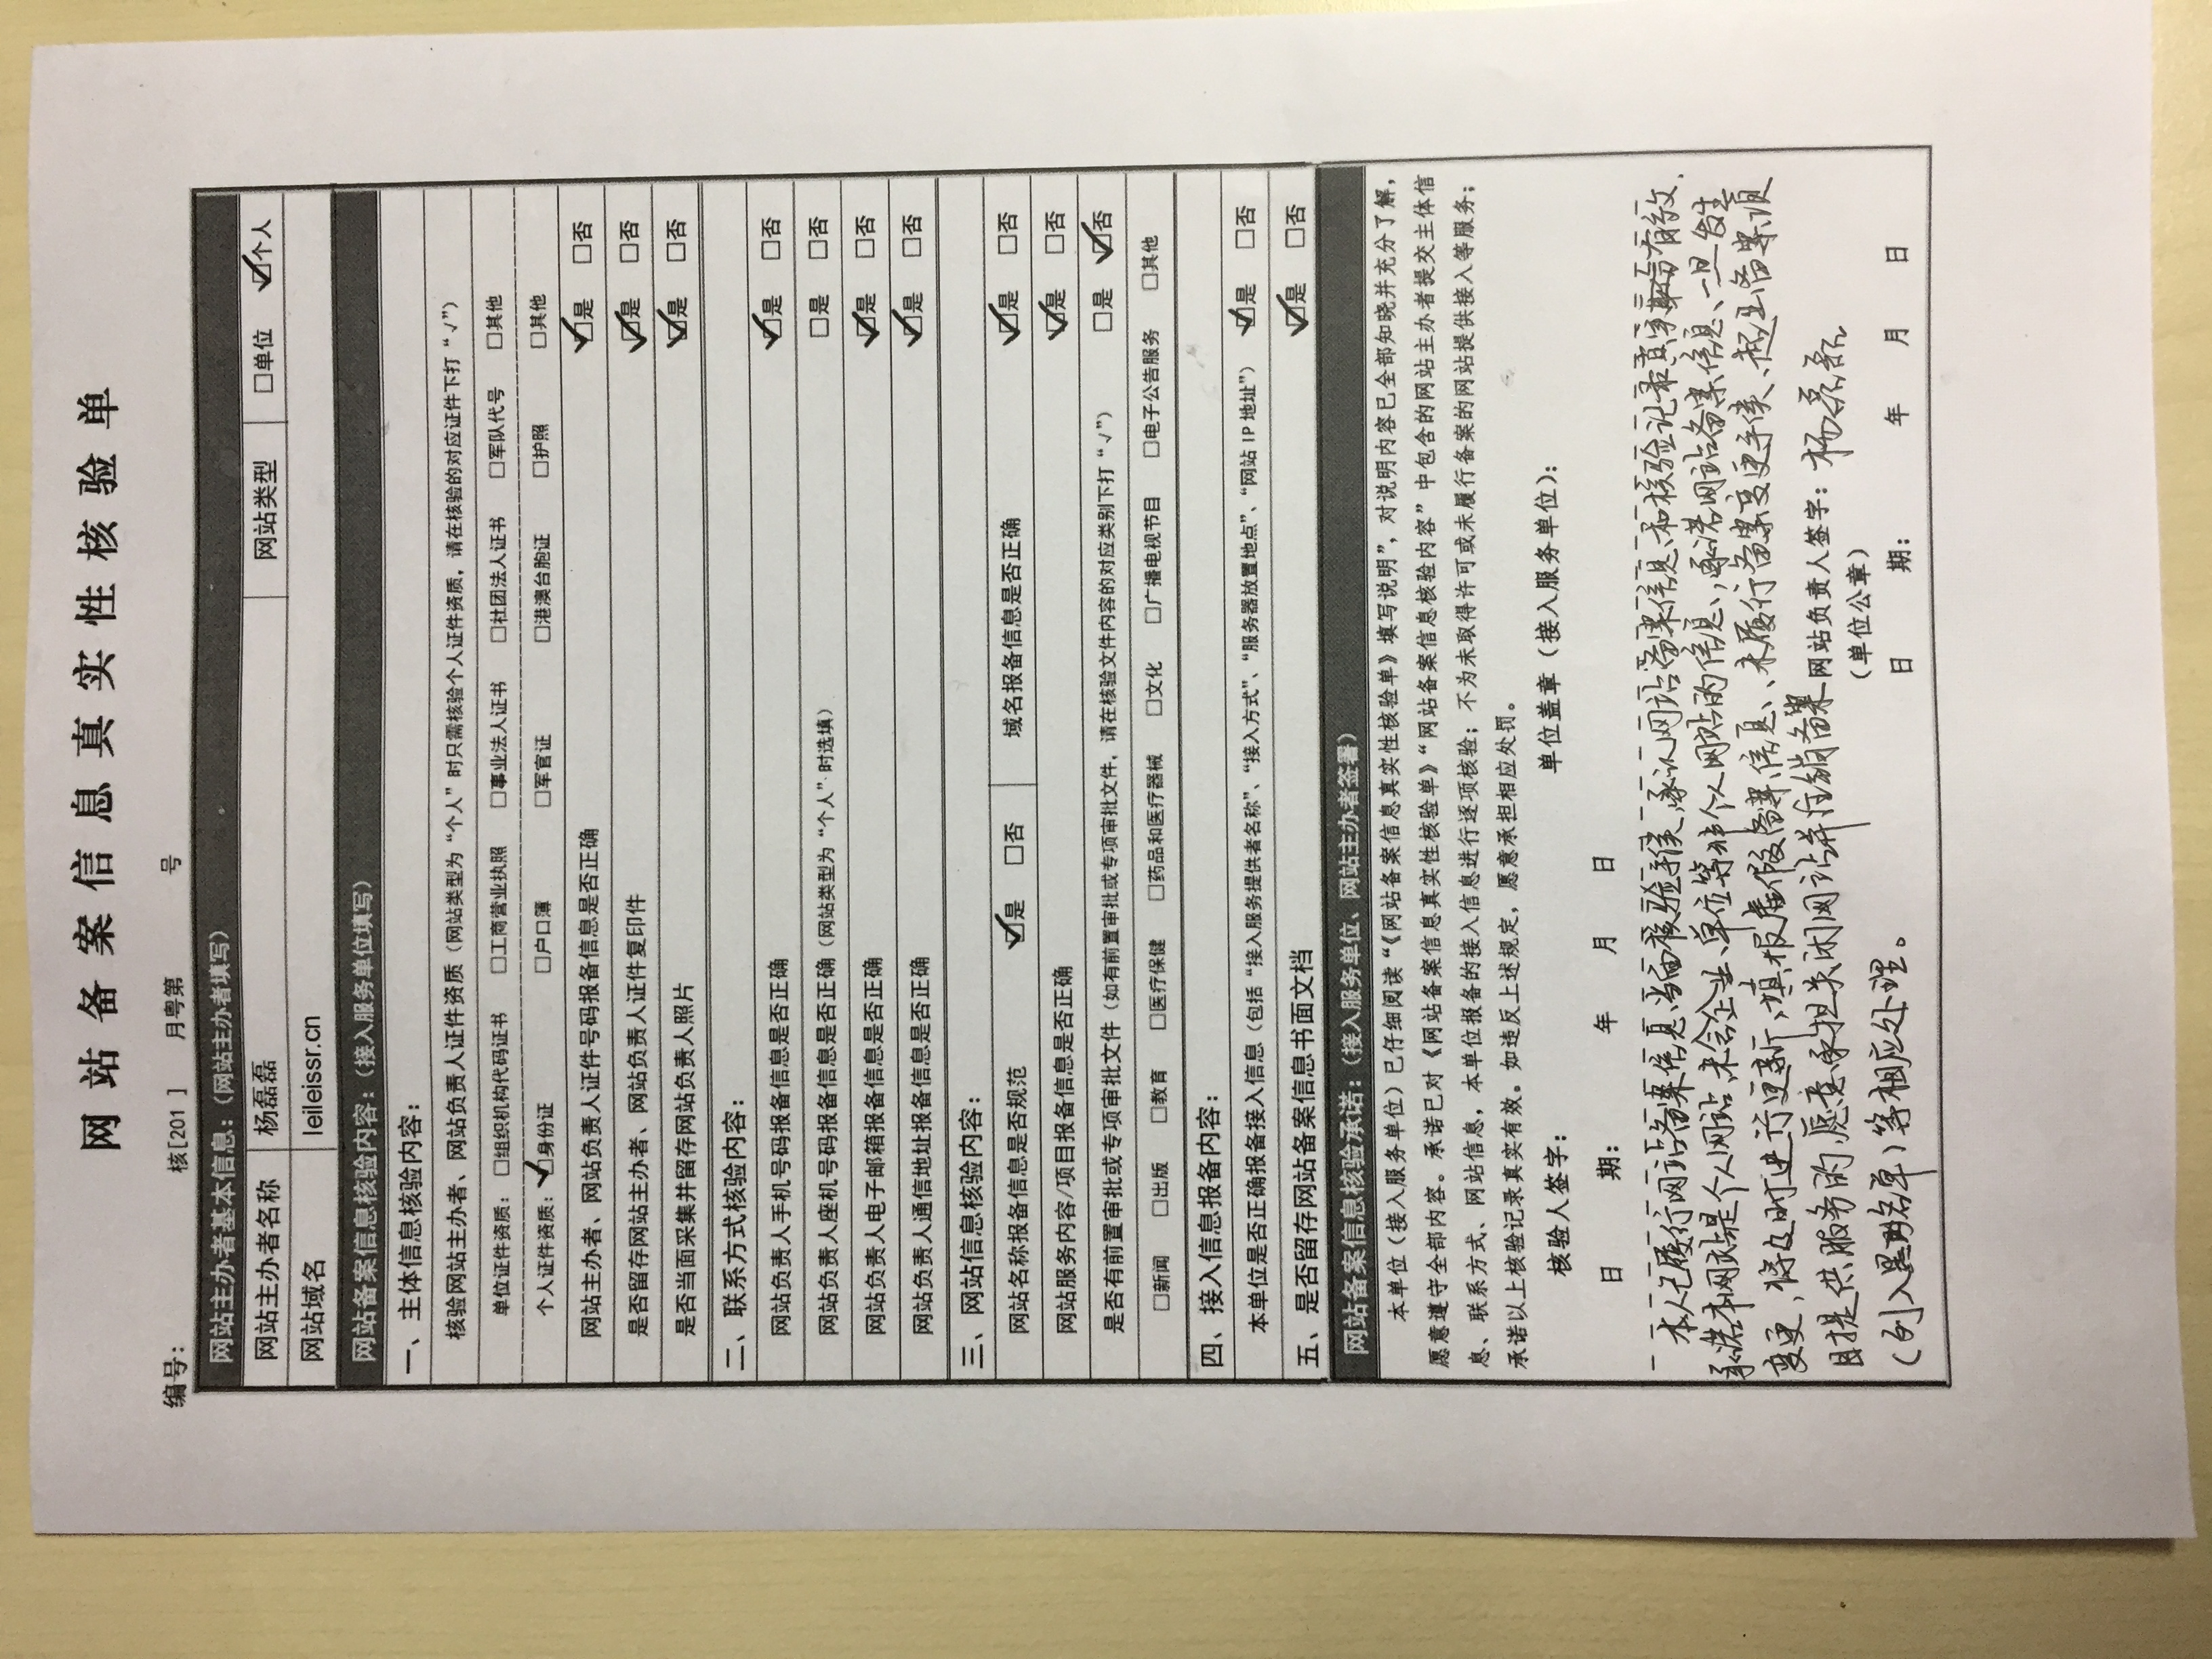 网站备案信息真实性核验单
编号： 核[201 ] 月粤第 号
网站主办者基本信息：（网站主办者填写）
网站主办者名称 杨磊磊 网站类型 □单位 ☑个人
网站域名 leileissr.cn
网站备案信息核验内容：（接入服务单位填写）
一、主体信息核验内容：
核验网站主办者、网站负责人证件资质（网站类型为“个人”时只需核验个人证件资质，请在核验的对应证件下打“√”）
单位证件资质： □组织机构代码证书 □工商营业执照 □事业法人证书 □社团法人证书 □军队代号 □其他
个人证件资质： ☑身份证 □户口簿 □军官证 □港澳台胞证 □护照 □其他
网站主办者、网站负责人证件号码报备信息是否正确 ☑是 □否
是否留存网站主办者、网站负责人证件复印件 ☑是 □否
是否当面采集并留存网站负责人照片 ☑是 □否
二、联系方式核验内容：
网站负责人手机号码报备信息是否正确 ☑是 □否
网站负责人座机号码报备信息是否正确（网站类型为“个人”时选填） □是 □否
网站负责人电子邮箱报备信息是否正确 ☑是 □否
网站负责人通信地址报备信息是否正确 ☑是 □否
三、网站信息核验内容：
网站名称报备信息是否规范 ☑是 □否 域名报备信息是否正确 ☑是 □否
网站服务内容/项目报备信息是否正确 ☑是 □否
是否有前置审批或专项审批文件（如有前置审批或专项审批文件，请在核验文件内容的对应类别下打“√”） □是 ☑否
□新闻 □出版 □教育 □医疗保健 □药品和医疗器械 □文化 □广播电视节目 □电子公告服务 □其他
四、接入信息报备内容：
本单位是否正确报备接入信息（包括“接入服务提供者名称”、“接入方式”、“服务器放置地点”、“网站 IP 地址”） ☑是 □否
五、是否留存网站备案信息书面文档 ☑是 □否
网站备案信息核验承诺：（接入服务单位、网站主办者签署）
本单位（接入服务单位）已仔细阅读“《网站备案信息真实性核验单》填写说明”，对说明内容已全部知晓并充分了解，
愿意遵守全部内容。承诺已对《网站备案信息真实性核验单》“网站备案信息核验内容”中包含的网站主办者提交主体信
息、联系方式、网站信息，本单位报备的接入信息进行逐项核验；不为未取得许可或未履行备案的网站提供接入等服务；
承诺以上核验记录真实有效。如违反上述规定，愿意承担相应处罚。
核验人签字： 单位盖章（接入服务单位）：
日 期： 年 月 日
本人已履行网站备案信息当面核验手续，承认网站备案信息和核验记录真实有效，
承诺本网站是个人网站，未含企业、单位等非个人网站的信息，承诺网站备案信息一旦发生
变更，将及时进行更新，填报虚假备案信息、未履行备案变更手续、超出备案项
目提供服务的，愿意承担关闭网站并注销备案 网站负责人签字：杨磊磊
（单位公章）
（列入黑名单）等相应处理。
日 期： 年 月 日